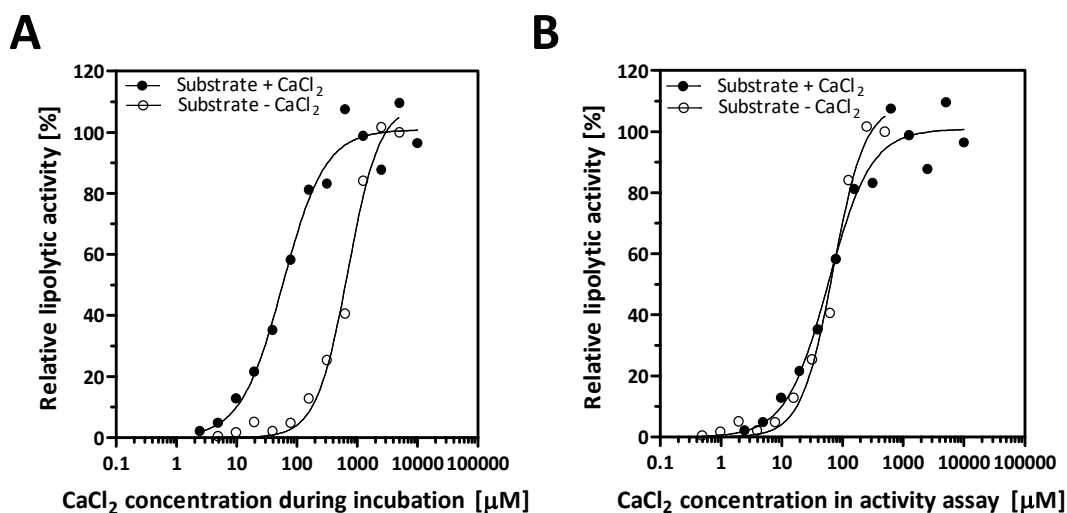 A
120
100
80
60
40
20
0
Relative lipolytic activity [%]
Substrate + CaCl₂
Substrate - CaCl₂
0.1 1 10 100 1000 10000 100000
CaCl₂ concentration during incubation [μM]
B
120
100
80
60
40
20
0
Relative lipolytic activity [%]
Substrate + CaCl₂
Substrate - CaCl₂
0.1 1 10 100 1000 10000 100000
CaCl₂ concentration in activity assay [μM]